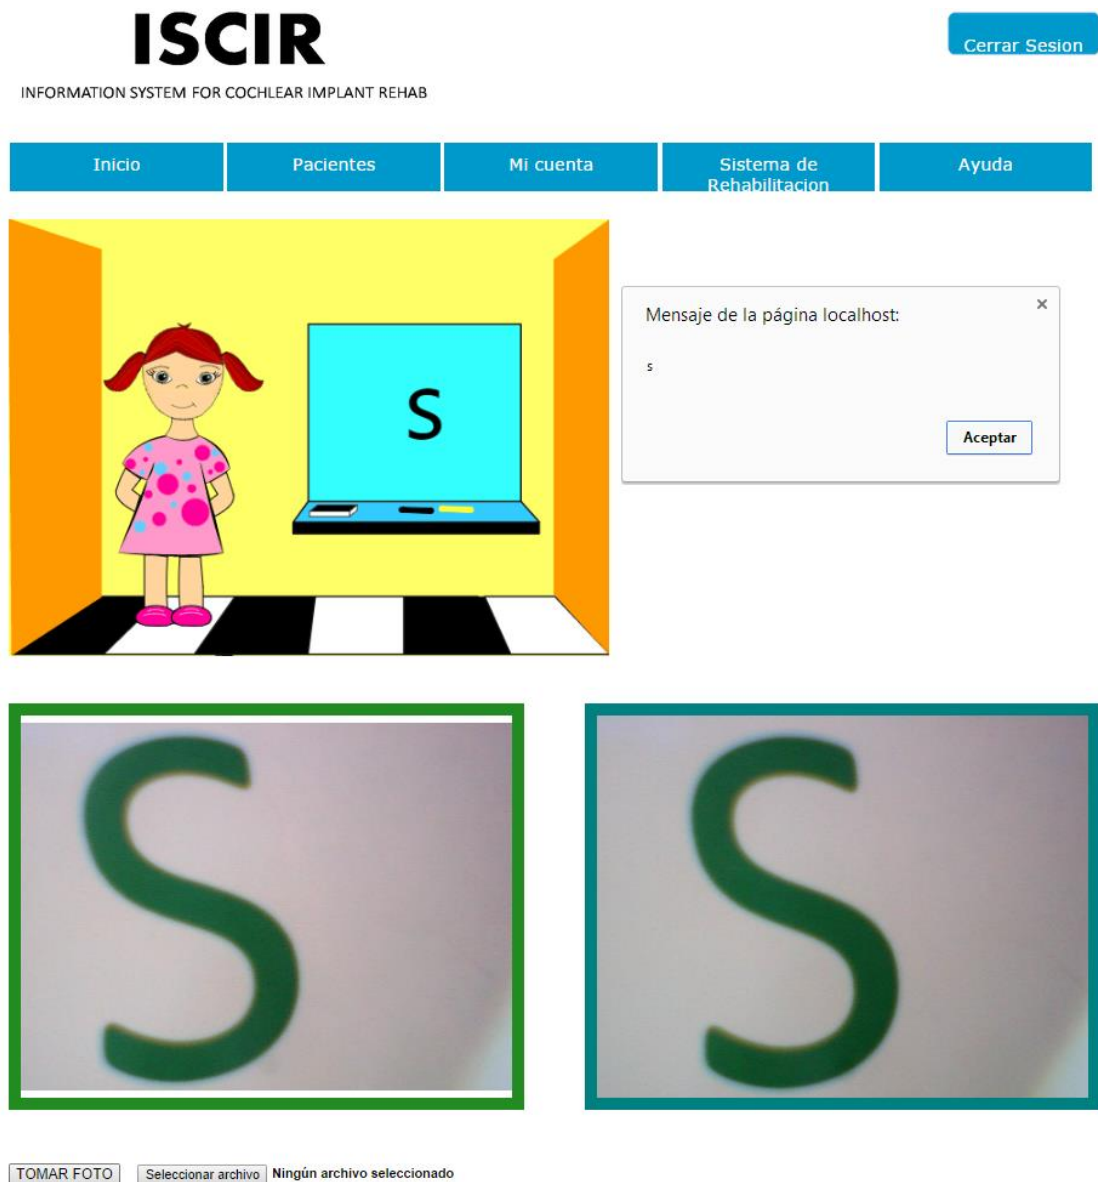 ISCIR
Cerrar Sesion
INFORMATION SYSTEM FOR COCHLEAR IMPLANT REHAB
Inicio
Pacientes
Mi cuenta
Sistema de
Rehabilitacion
Ayuda
Mensaje de la página localhost:
×
s
Aceptar
S
S
S
TOMAR FOTO
Seleccionar archivo
Ningún archivo seleccionado